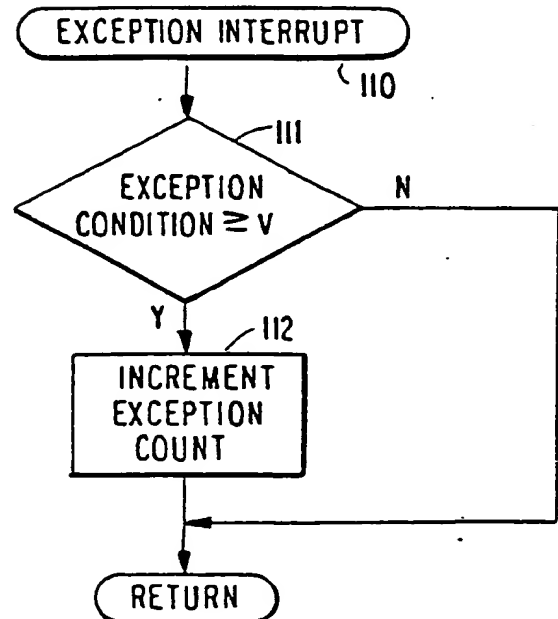 EXCEPTION INTERRUPT
110
111
EXCEPTION
CONDITION ≧ V
N
Y
112
INCREMENT
EXCEPTION
COUNT
RETURN